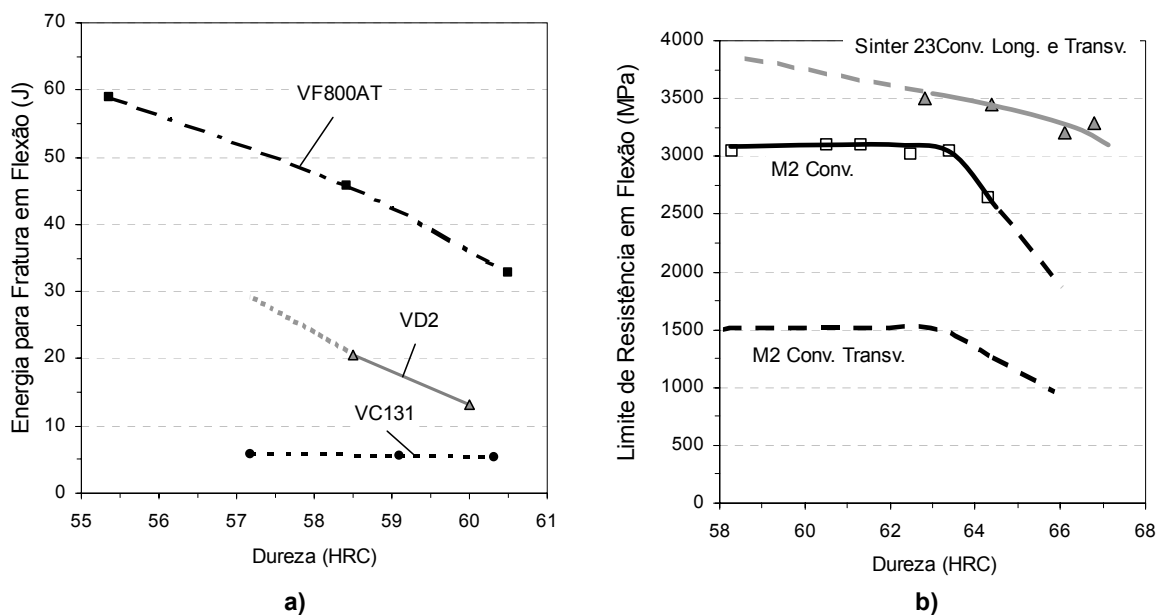 70
60
50
40
30
20
10
0
55 56 57 58 59 60 61
Energia para Fratura em Flexão (J)
Dureza (HRC)
VF800AT
VD2
VC131
a)
4000
3500
3000
2500
2000
1500
1000
500
0
58 60 62 64 66 68
Limite de Resistência em Flexão (MPa)
Dureza (HRC)
Sinter 23Conv. Long. e Transv.
M2 Conv.
M2 Conv. Transv.
b)